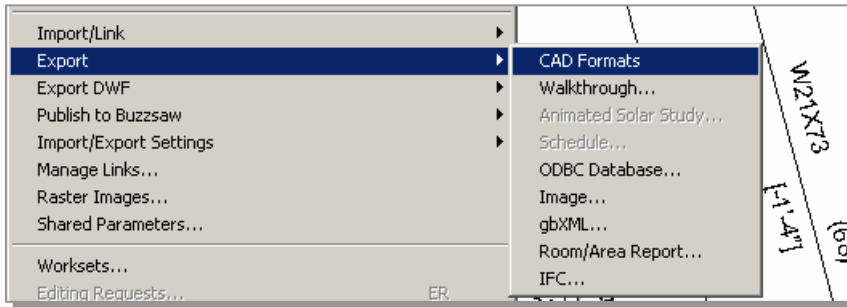 Import/Link
Export
Export DWF
Publish to Buzzsaw
Import/Export Settings
Manage Links...
Raster Images...
Shared Parameters...
Worksets...
Editing Requests... ER
CAD Formats
Walkthrough...
Animated Solar Study...
Schedule...
ODBC Database...
Image...
gbXML...
Room/Area Report...
IFC...
W21X73
[-1'-4"]